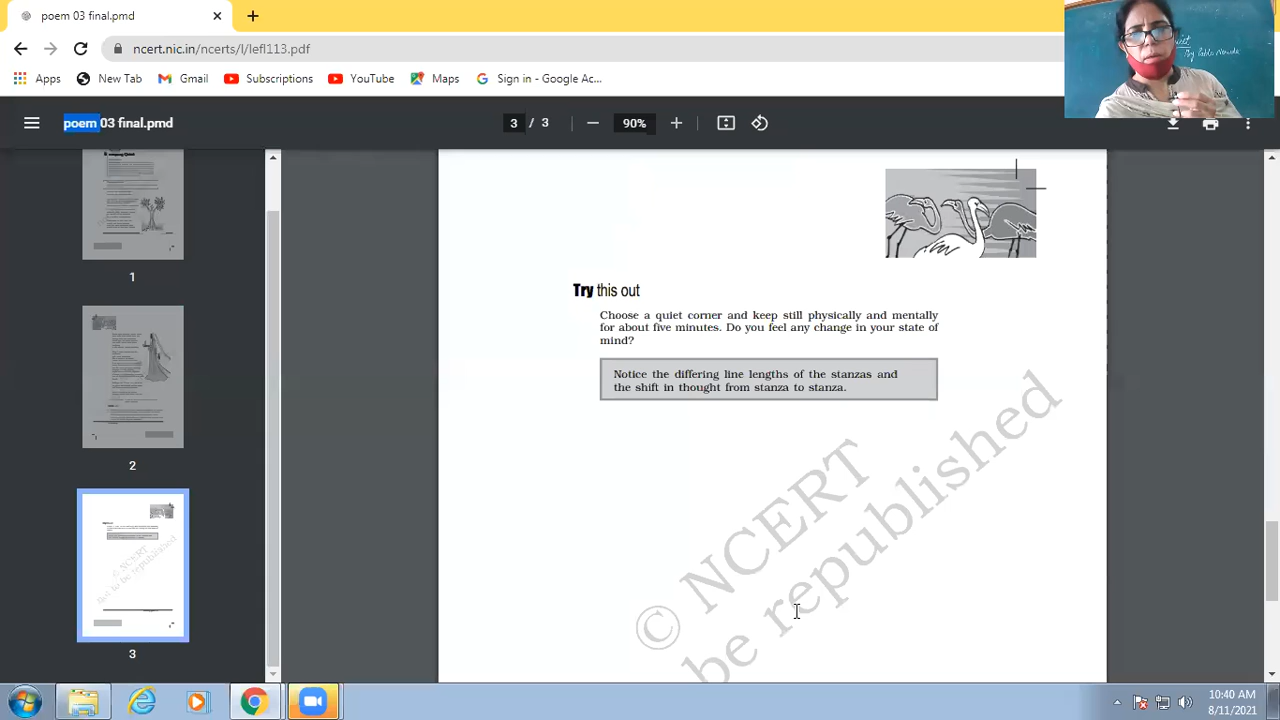 poem 03 final.pmd
ncert.nic.in/ncerts/l/lefl113.pdf
Apps
New Tab
Gmail
Subscriptions
YouTube
Maps
Sign in - Google Ac...
poem 03 final.pmd
3 / 3
90%
by Pablo Neruda
1
2
3
Try this out
Choose a quiet corner and keep still physically and mentally
for about five minutes. Do you feel any change in your state of
mind?
Notice the differing line lengths of the stanzas and
the shift in thought from stanza to stanza.
© NCERT
be republished
10:40 AM
8/11/2021